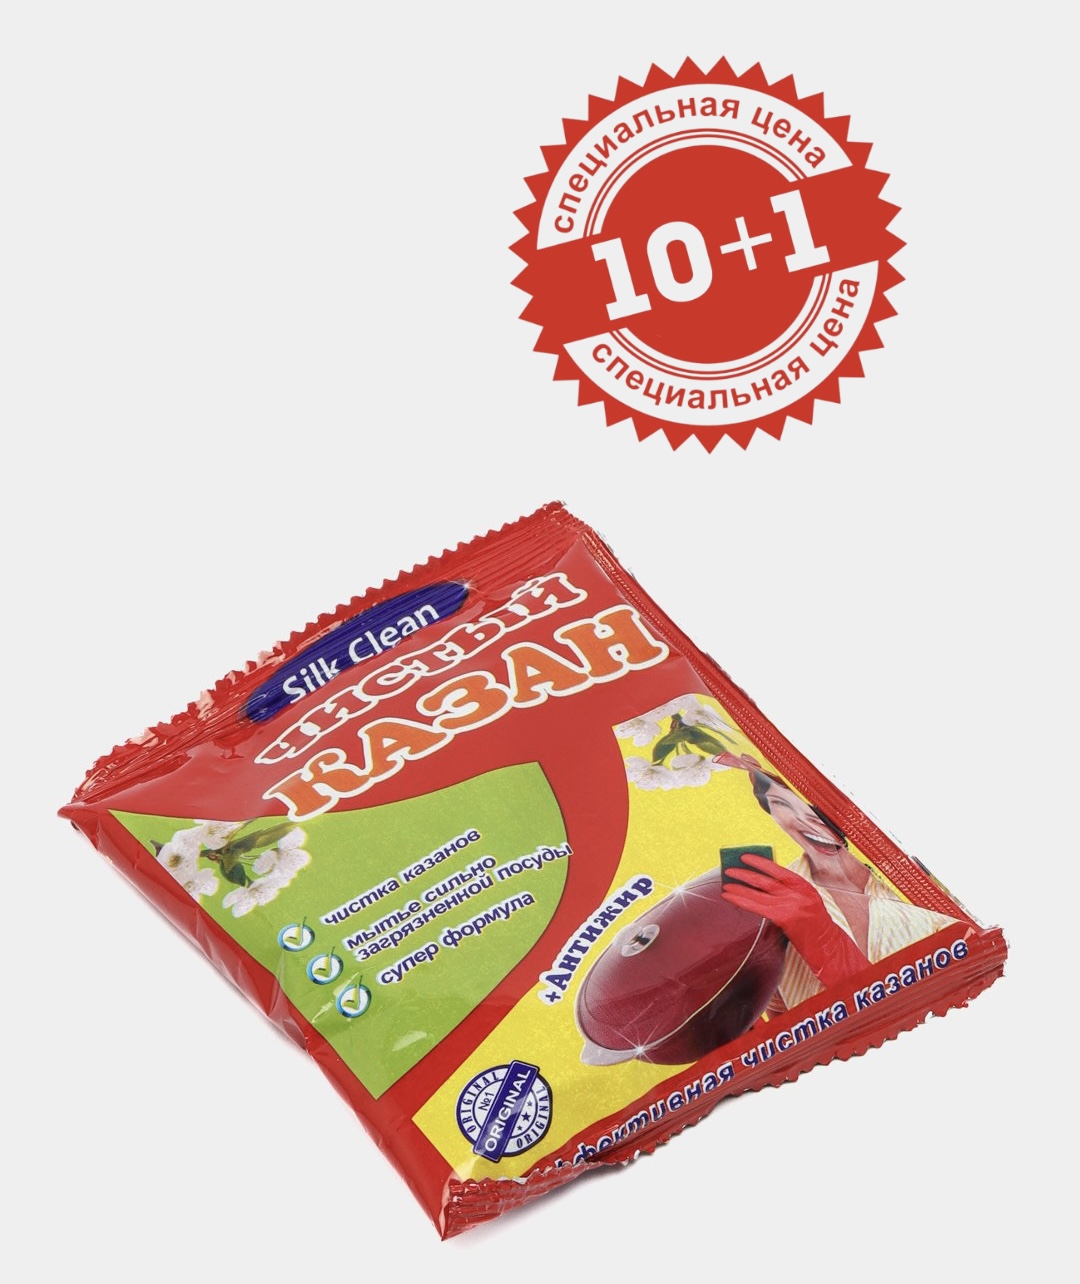 специальная цена
10+1
специальная цена
Silk Clean
ЧИСТЫЙ
КАЗАН
чистка казанов
мытье сильно
загрязненной посуды
супер формула
+Антижир
ORIGINAL
№1
ORIGINAL
ORIGINAL
эффективная чистка казанов